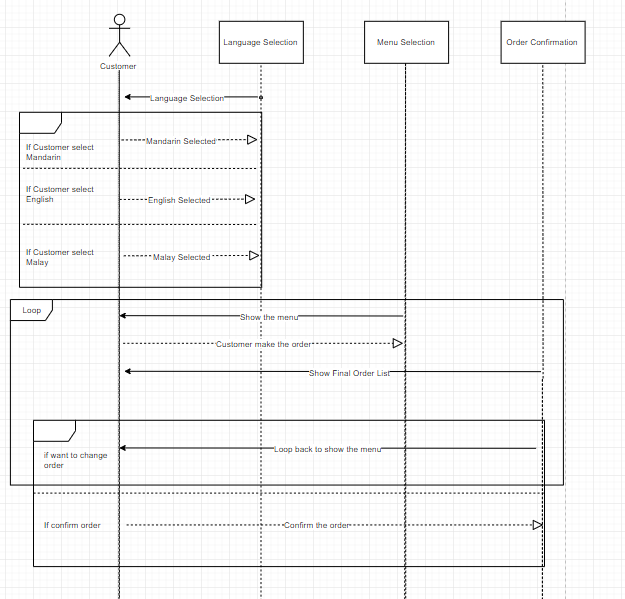 Customer
Language Selection
Menu Selection
Order Confirmation
Language Selection
If Customer select
Mandarin
Mandarin Selected
If Customer select
English
English Selected
If Customer select
Malay
Malay Selected
Loop
Show the menu
Customer make the order
Show Final Order List
if want to change
order
Loop back to show the menu
If confirm order
Confirm the order